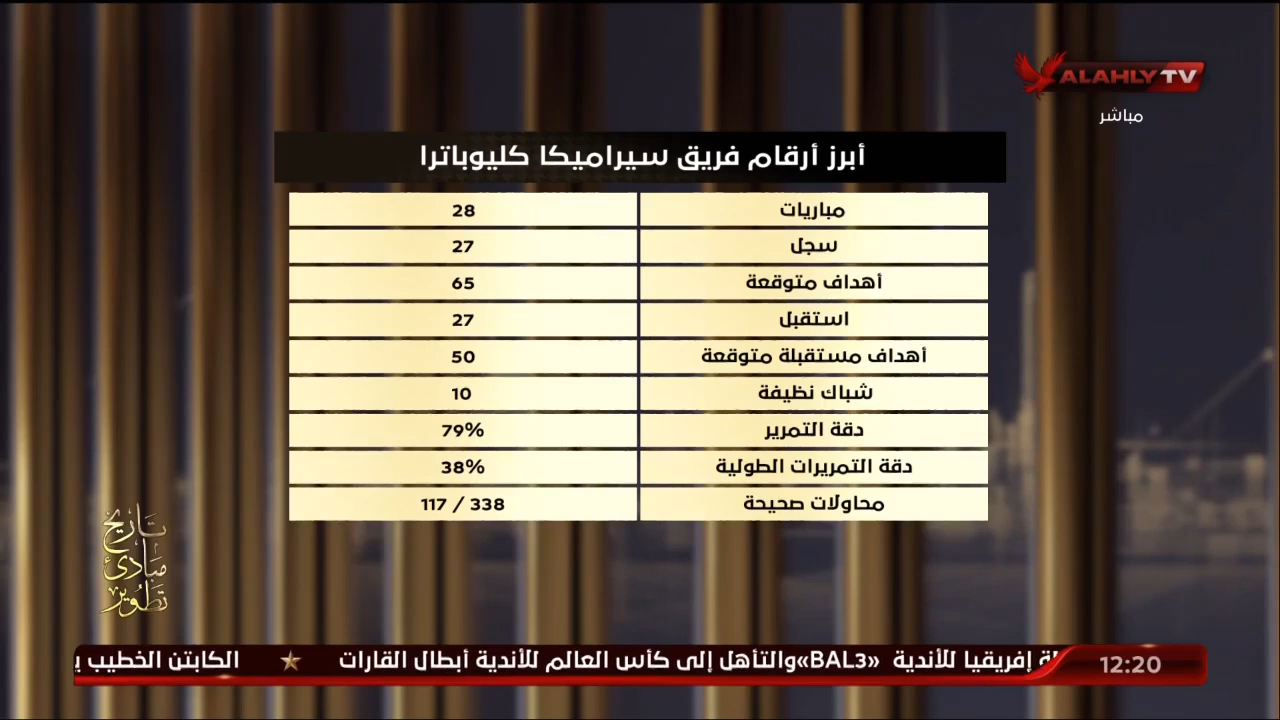 ALAHLY TV
مباشر
أبرز أرقام فريق سيراميكا كليوباترا
مباريات 28
سجل 27
أهداف متوقعة 65
استقبل 27
أهداف مستقبلة متوقعة 50
شباك نظيفة 10
دقة التمرير 79%
دقة التمريرات الطولية 38%
محاولات صحيحة 117 / 338
تاريخ
مبادئ
تطوير
12:20 إفريقيا للأندية «BAL3»والتأهل إلى كأس العالم للأندية أبطال القارات الكابتن الخطيب